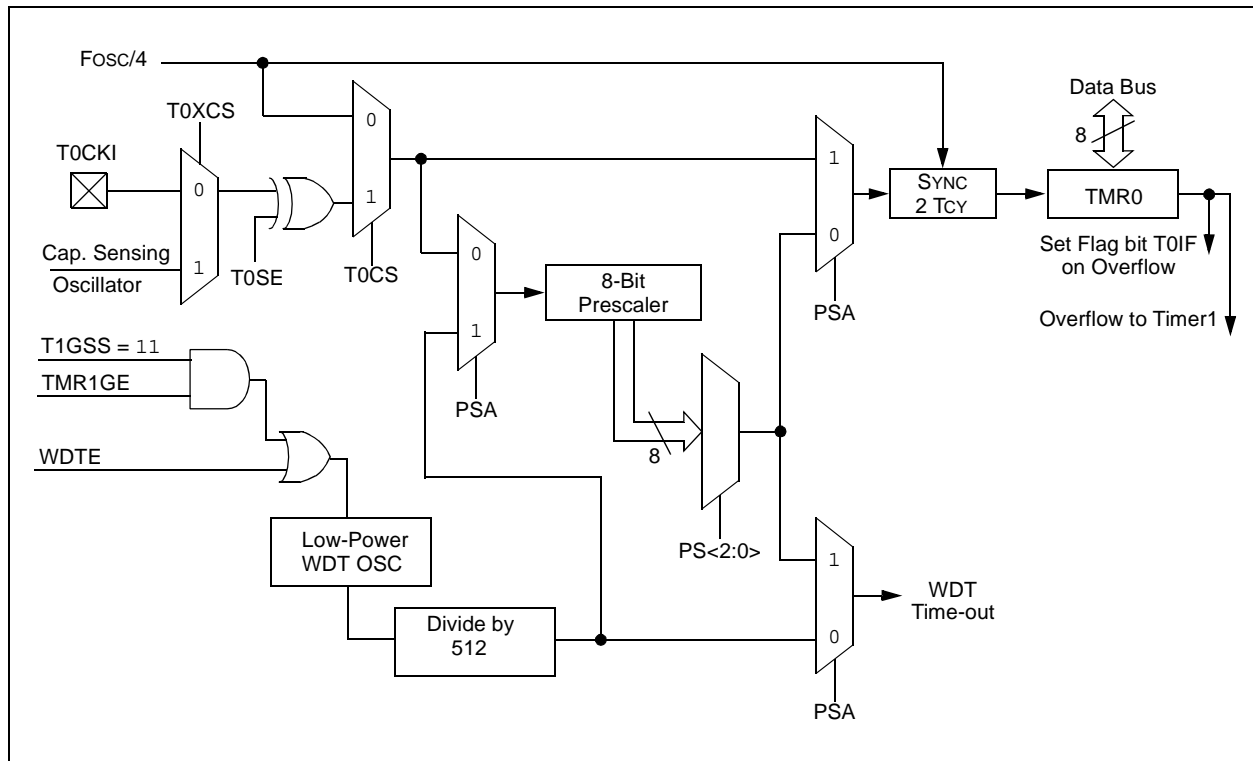 FOSC/4
Data Bus
T0XCS
0
8
T0CKI
1
SYNC
2 TCY
TMR0
0
1
0
Set Flag bit T0IF
on Overflow
Cap. Sensing
Oscillator
1
T0SE
T0CS
0
8-Bit
Prescaler
PSA
Overflow to Timer1
1
T1GSS = 11
TMR1GE
PSA
8
WDTE
Low-Power
WDT OSC
PS<2:0>
1
WDT
Time-out
Divide by
512
0
PSA